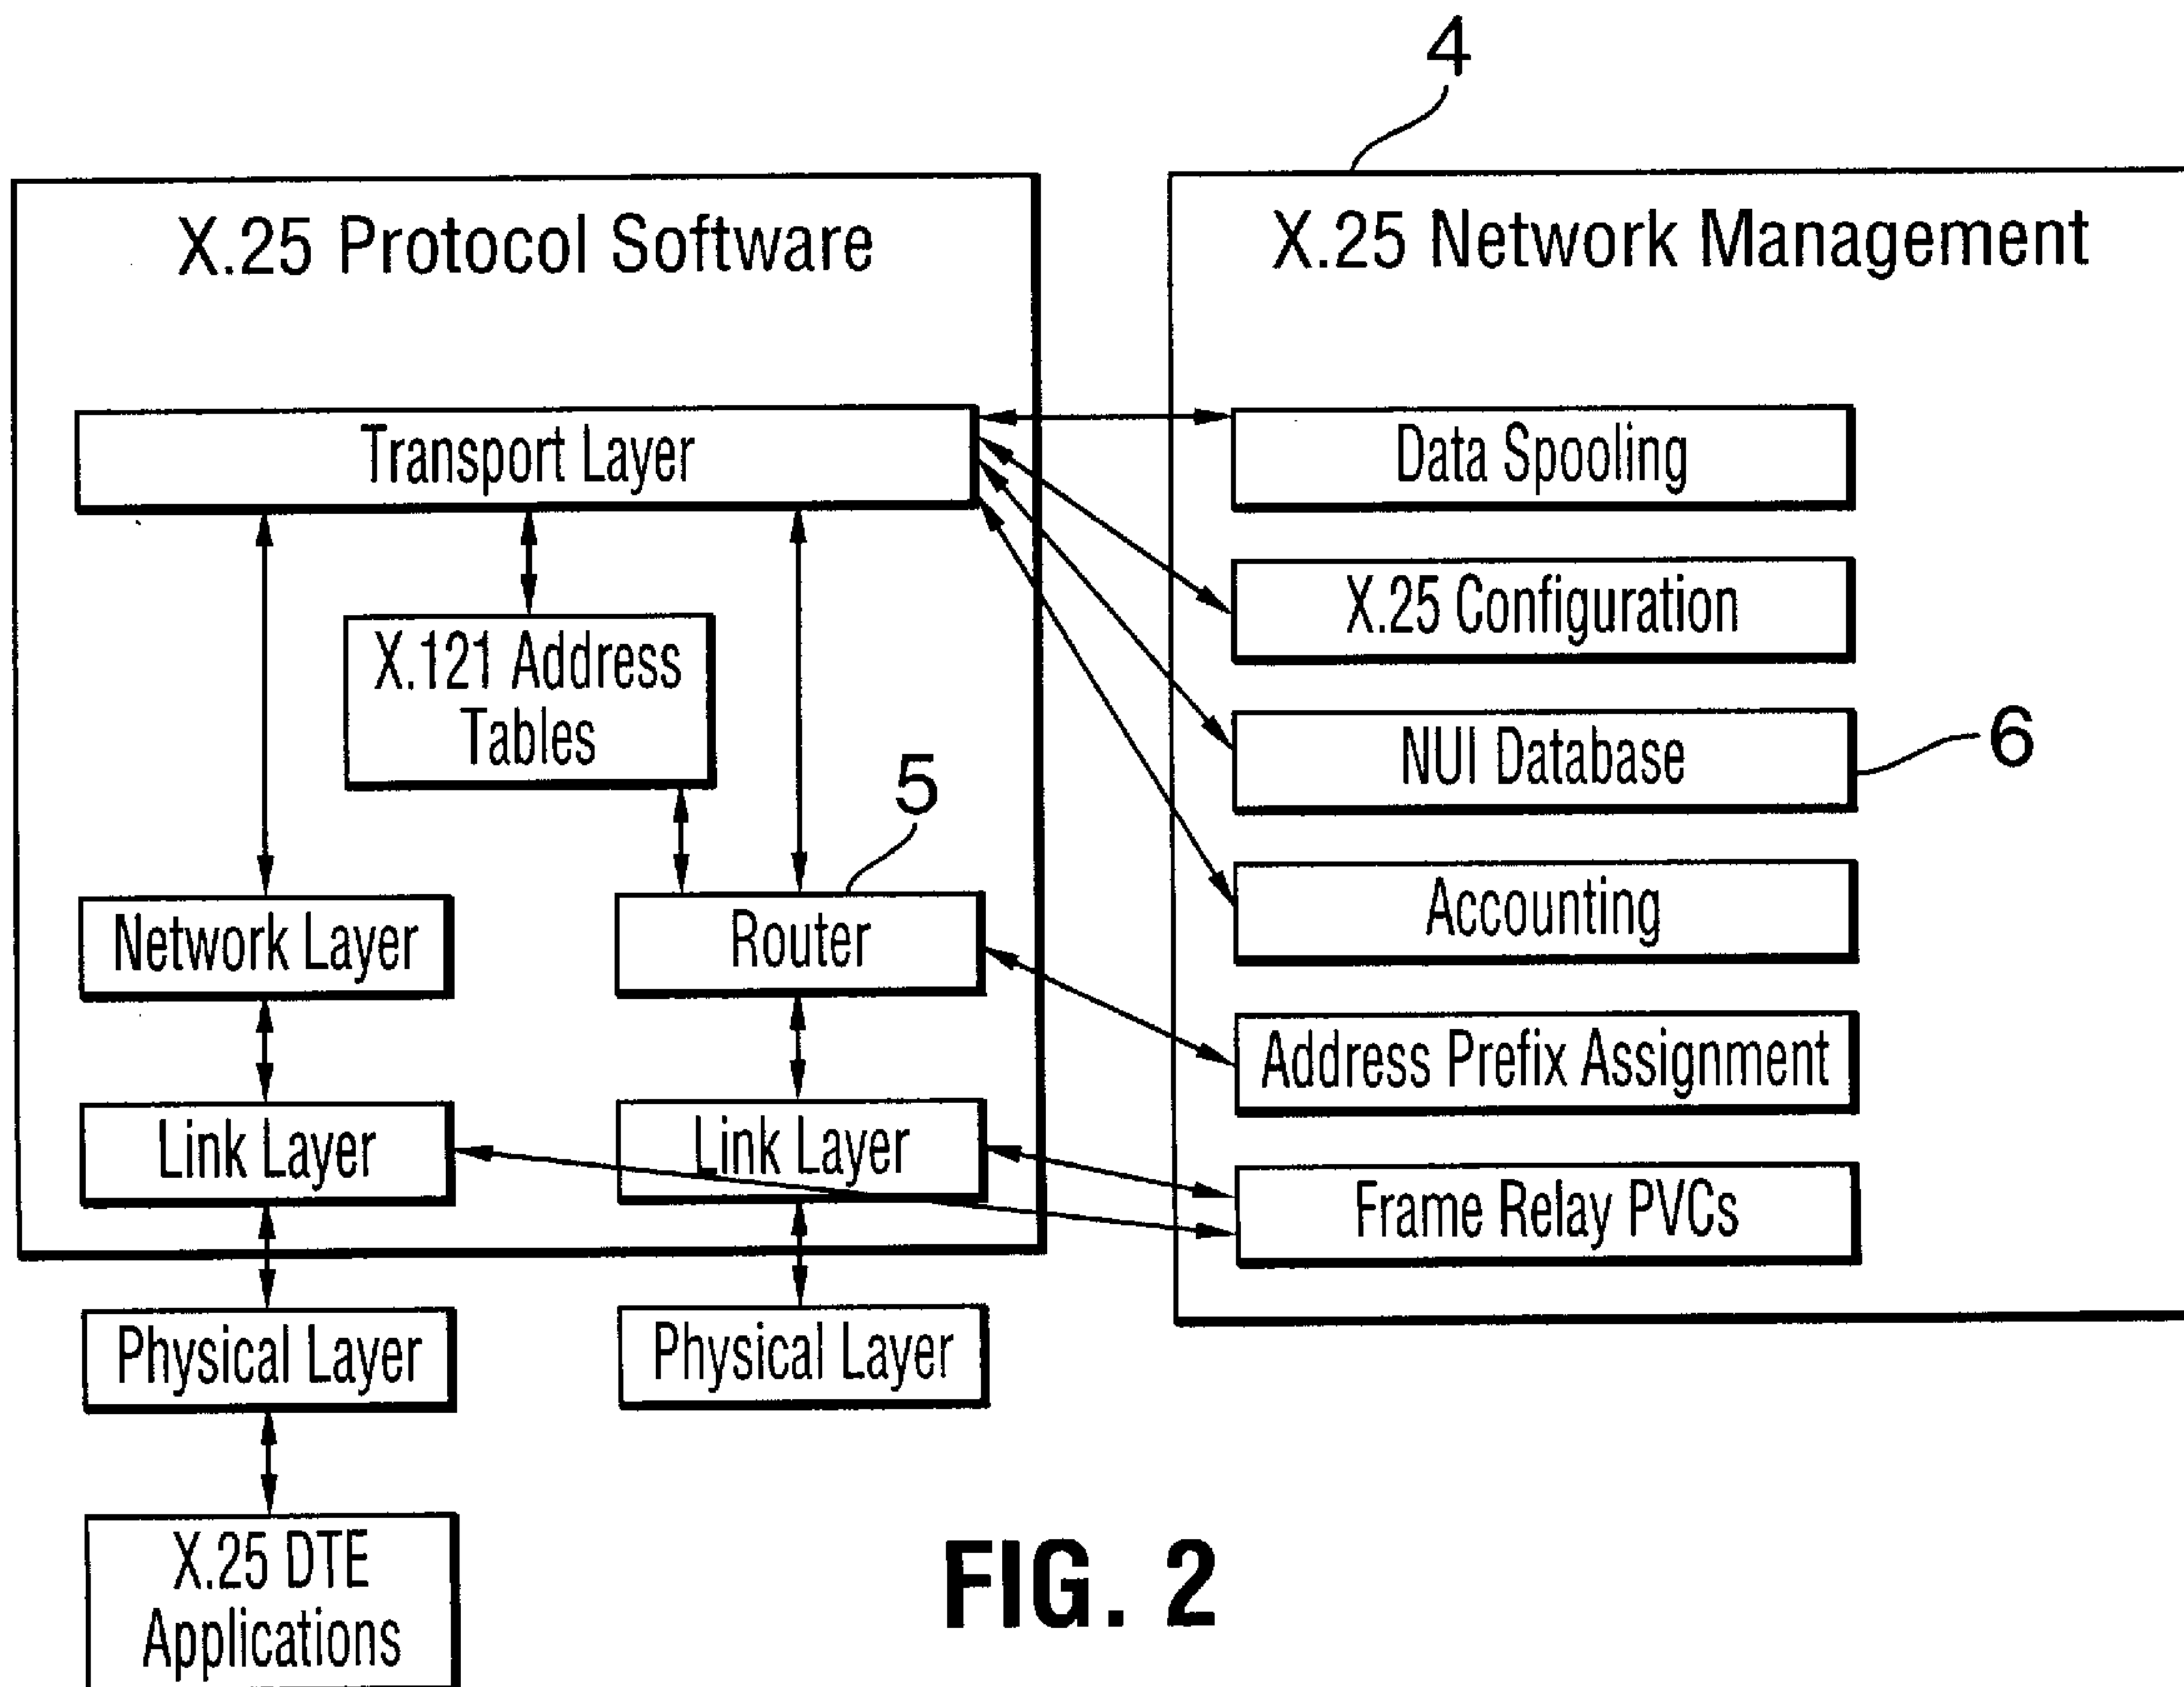 4
X.25 Protocol Software
X.25 Network Management
Transport Layer
Data Spooling
X.25 Configuration
X.121 Address
Tables
NUI Database
6
5
Accounting
Network Layer
Router
Address Prefix Assignment
Link Layer
Link Layer
Frame Relay PVCs
Physical Layer
Physical Layer
X.25 DTE
Applications
FIG. 2